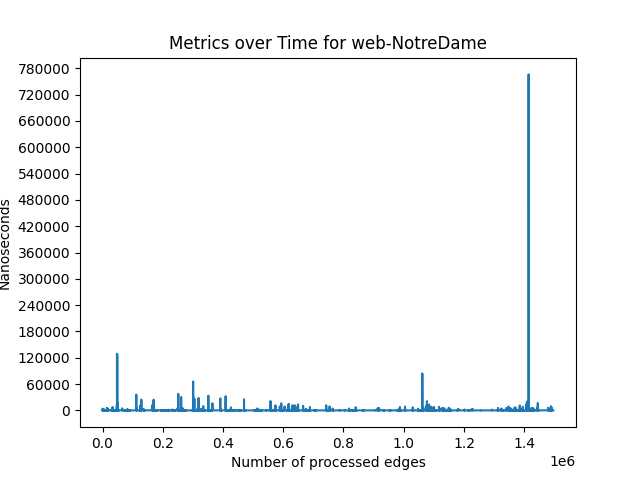 Metrics over Time for web-NotreDame
Nanoseconds
780000
720000
660000
600000
540000
480000
420000
360000
300000
240000
180000
120000
60000
0
0.0 0.2 0.4 0.6 0.8 1.0 1.2 1.4
1e6
Number of processed edges